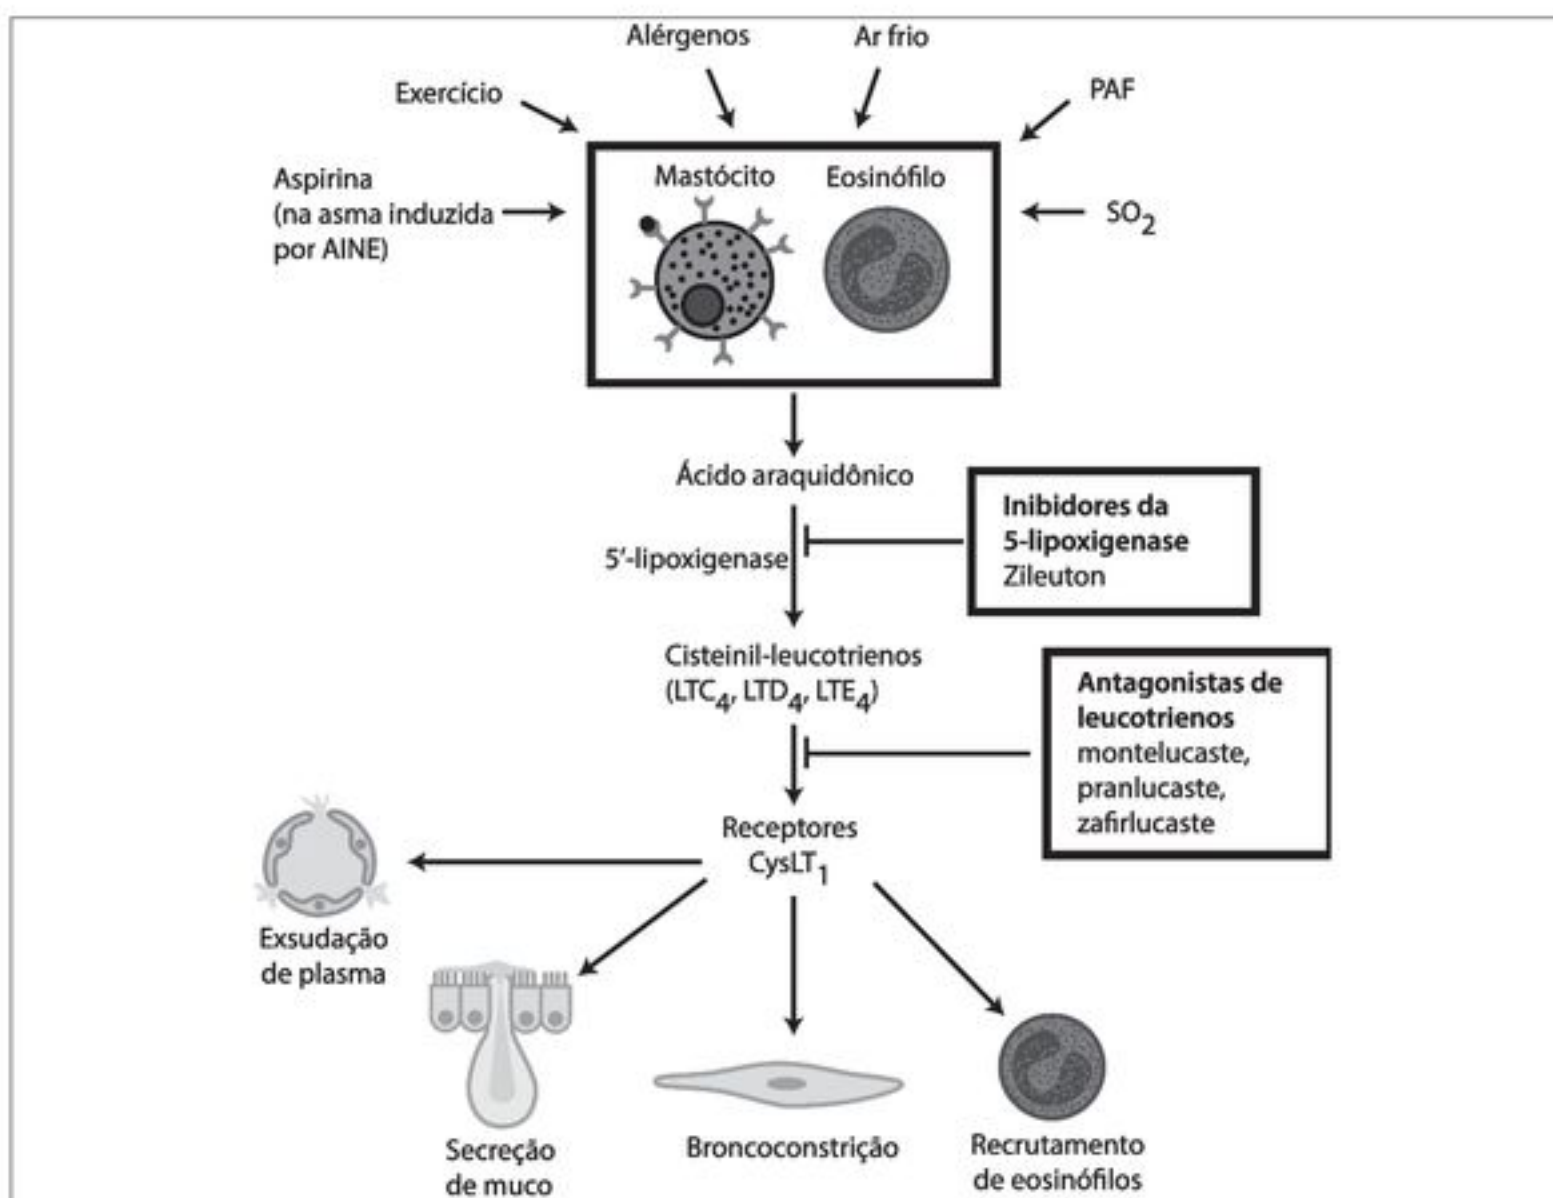 Alérgenos
Ar frio
Exercício
PAF
Aspirina
(na asma induzida
por AINE)
Mastócito
Eosinófilo
SO2
Ácido araquidônico
5′-lipoxigenase
Inibidores da
5-lipoxigenase
Zileuton
Cisteinil-leucotrienos
(LTC4, LTD4, LTE4)
Antagonistas de
leucotrienos
montelucaste,
pranlucaste,
zafirlucaste
Receptores
CysLT1
Exsudação
de plasma
Secreção
de muco
Broncoconstrição
Recrutamento
de eosinófilos